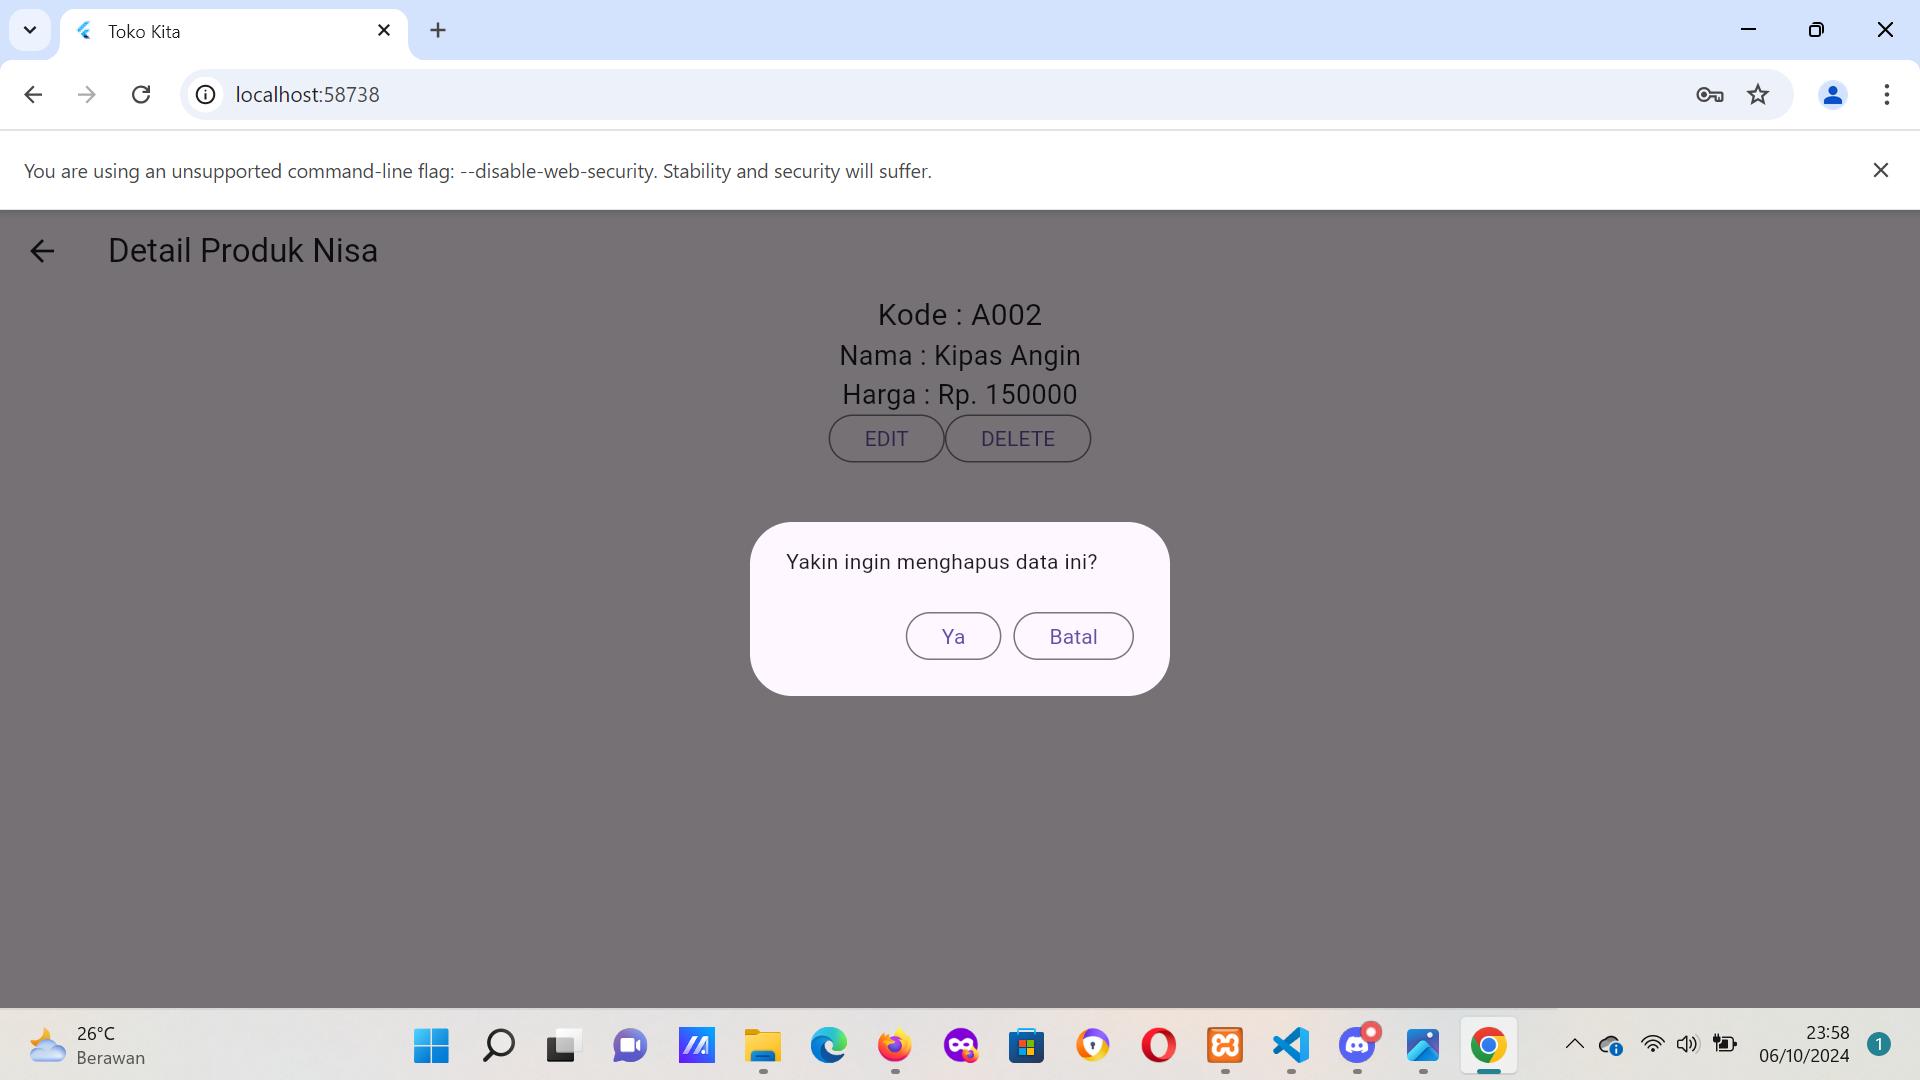 Toko Kita
localhost:58738
You are using an unsupported command-line flag: --disable-web-security. Stability and security will suffer.
Detail Produk Nisa
Kode : A002
Nama : Kipas Angin
Harga : Rp. 150000
EDIT DELETE
Yakin ingin menghapus data ini?
Ya Batal
26°C
Berawan
23:58
06/10/2024
1